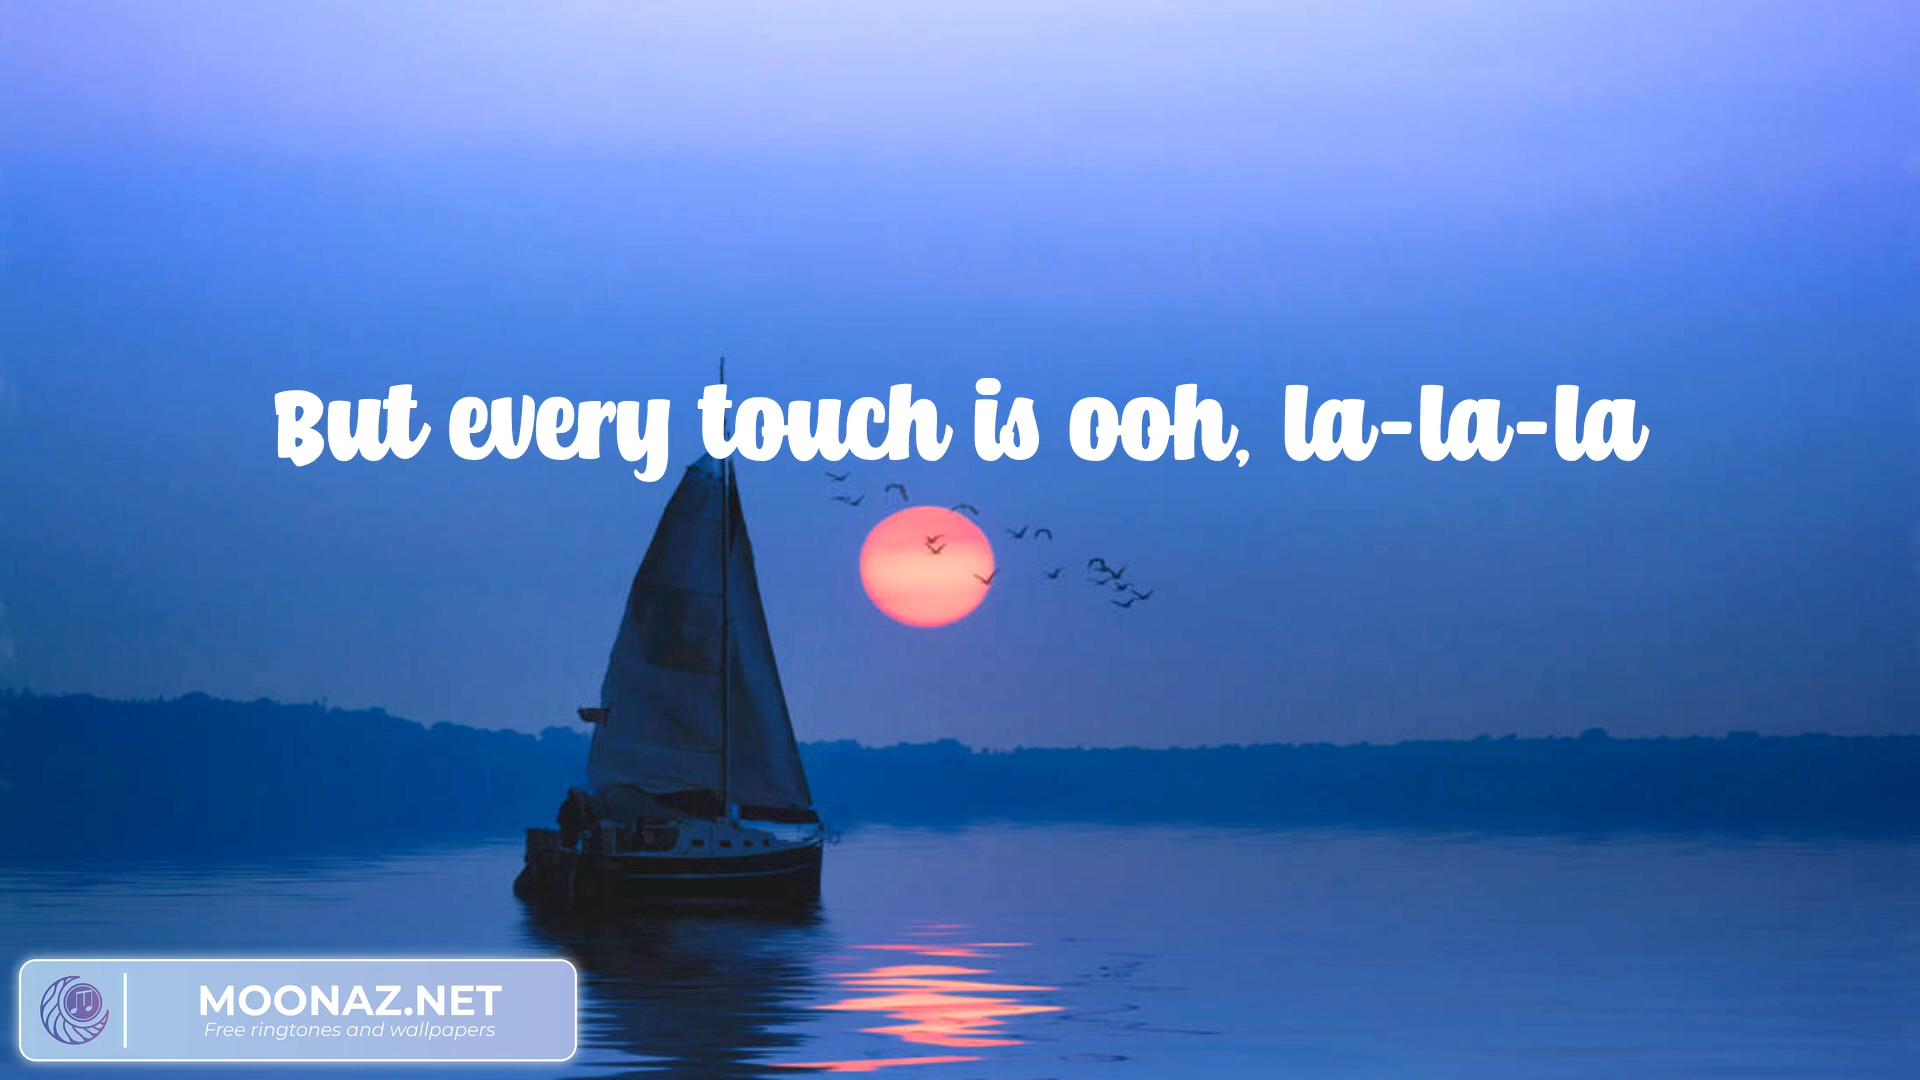 But every touch is ooh, la-la-la
MOONAZ.NET
Free ringtones and wallpapers